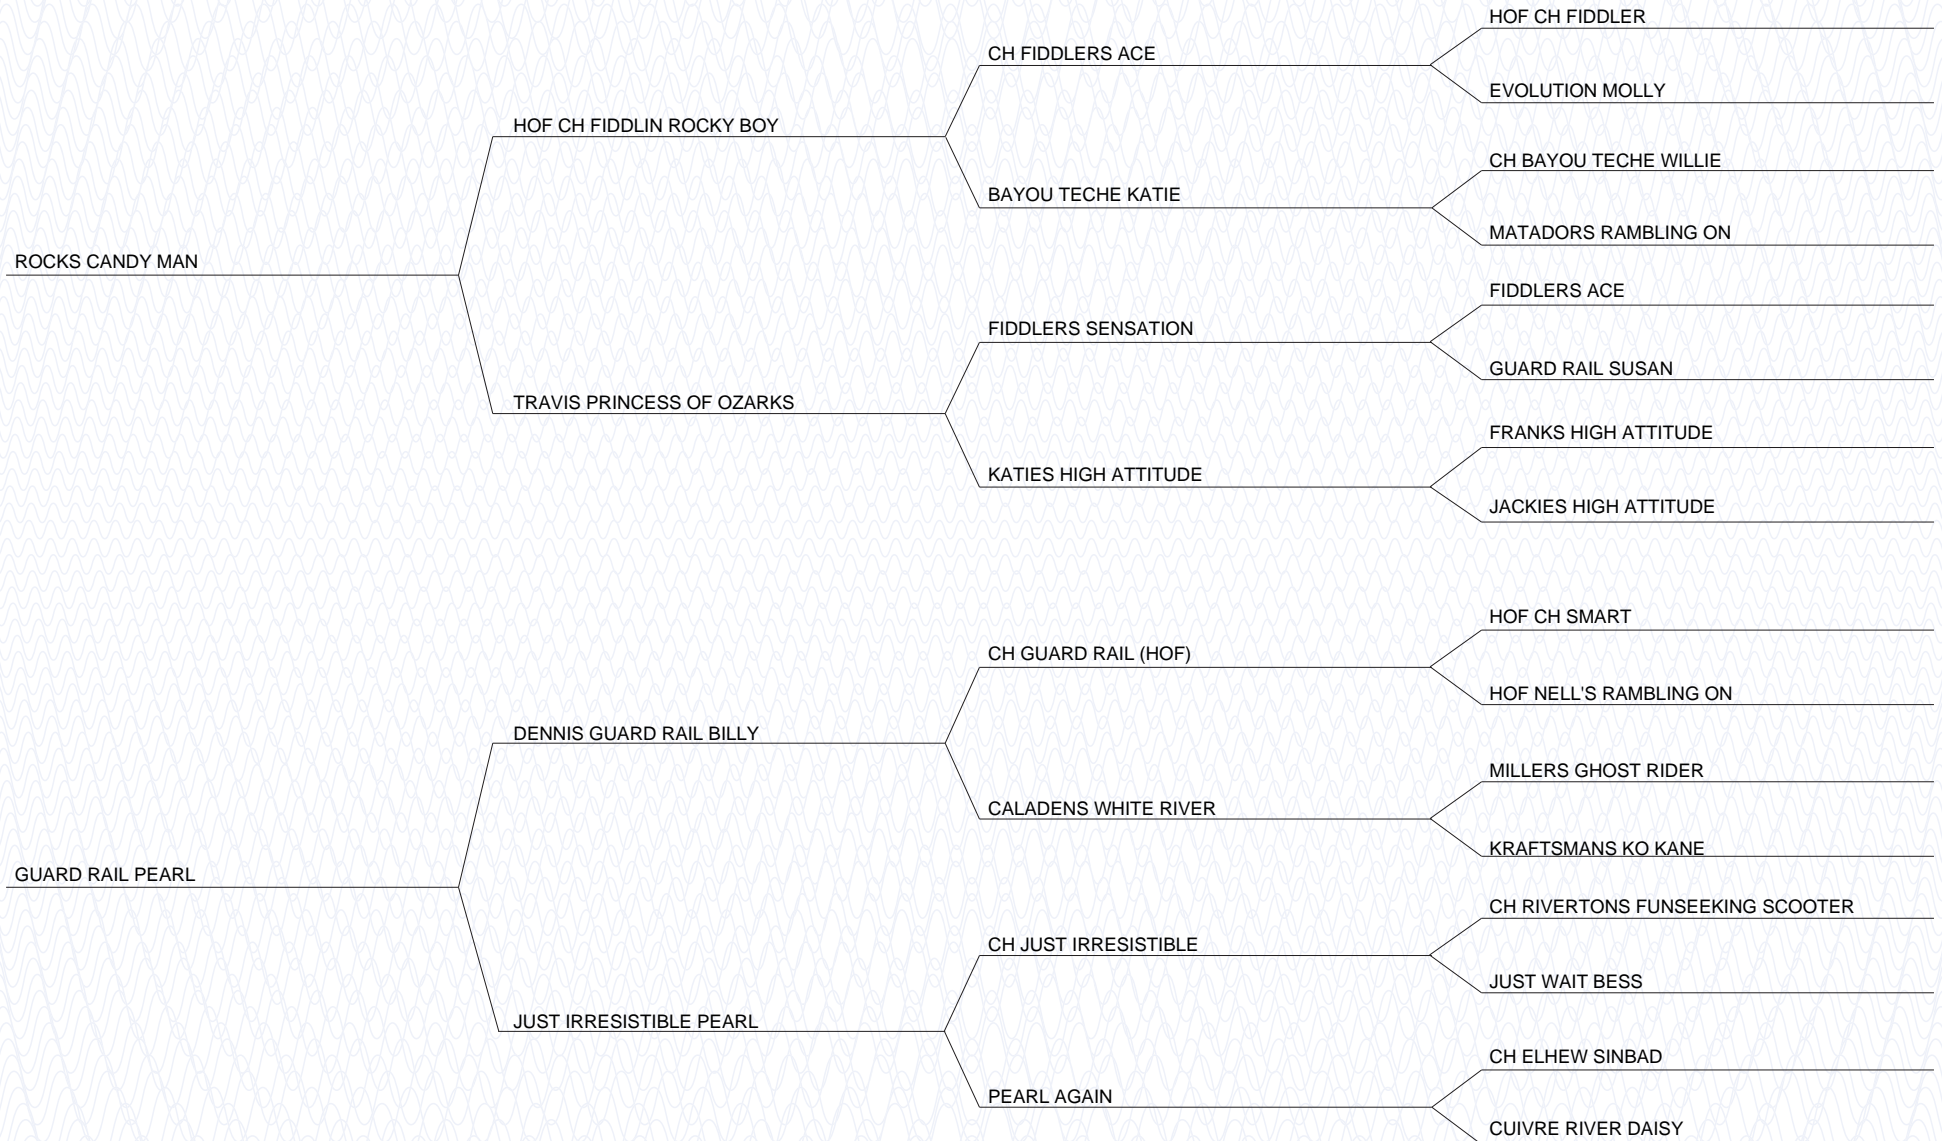 HOF CH FIDDLER
CH FIDDLERS ACE
EVOLUTION MOLLY
HOF CH FIDDLIN ROCKY BOY
CH BAYOU TECHE WILLIE
BAYOU TECHE KATIE
MATADORS RAMBLING ON
ROCKS CANDY MAN
FIDDLERS ACE
FIDDLERS SENSATION
GUARD RAIL SUSAN
TRAVIS PRINCESS OF OZARKS
FRANKS HIGH ATTITUDE
KATIES HIGH ATTITUDE
JACKIES HIGH ATTITUDE
HOF CH SMART
CH GUARD RAIL (HOF)
HOF NELL'S RAMBLING ON
DENNIS GUARD RAIL BILLY
MILLERS GHOST RIDER
CALADENS WHITE RIVER
KRAFTSMANS KO KANE
GUARD RAIL PEARL
CH RIVERTONS FUNSEEKING SCOOTER
CH JUST IRRESISTIBLE
JUST WAIT BESS
JUST IRRESISTIBLE PEARL
CH ELHEW SINBAD
PEARL AGAIN
CUIVRE RIVER DAISY